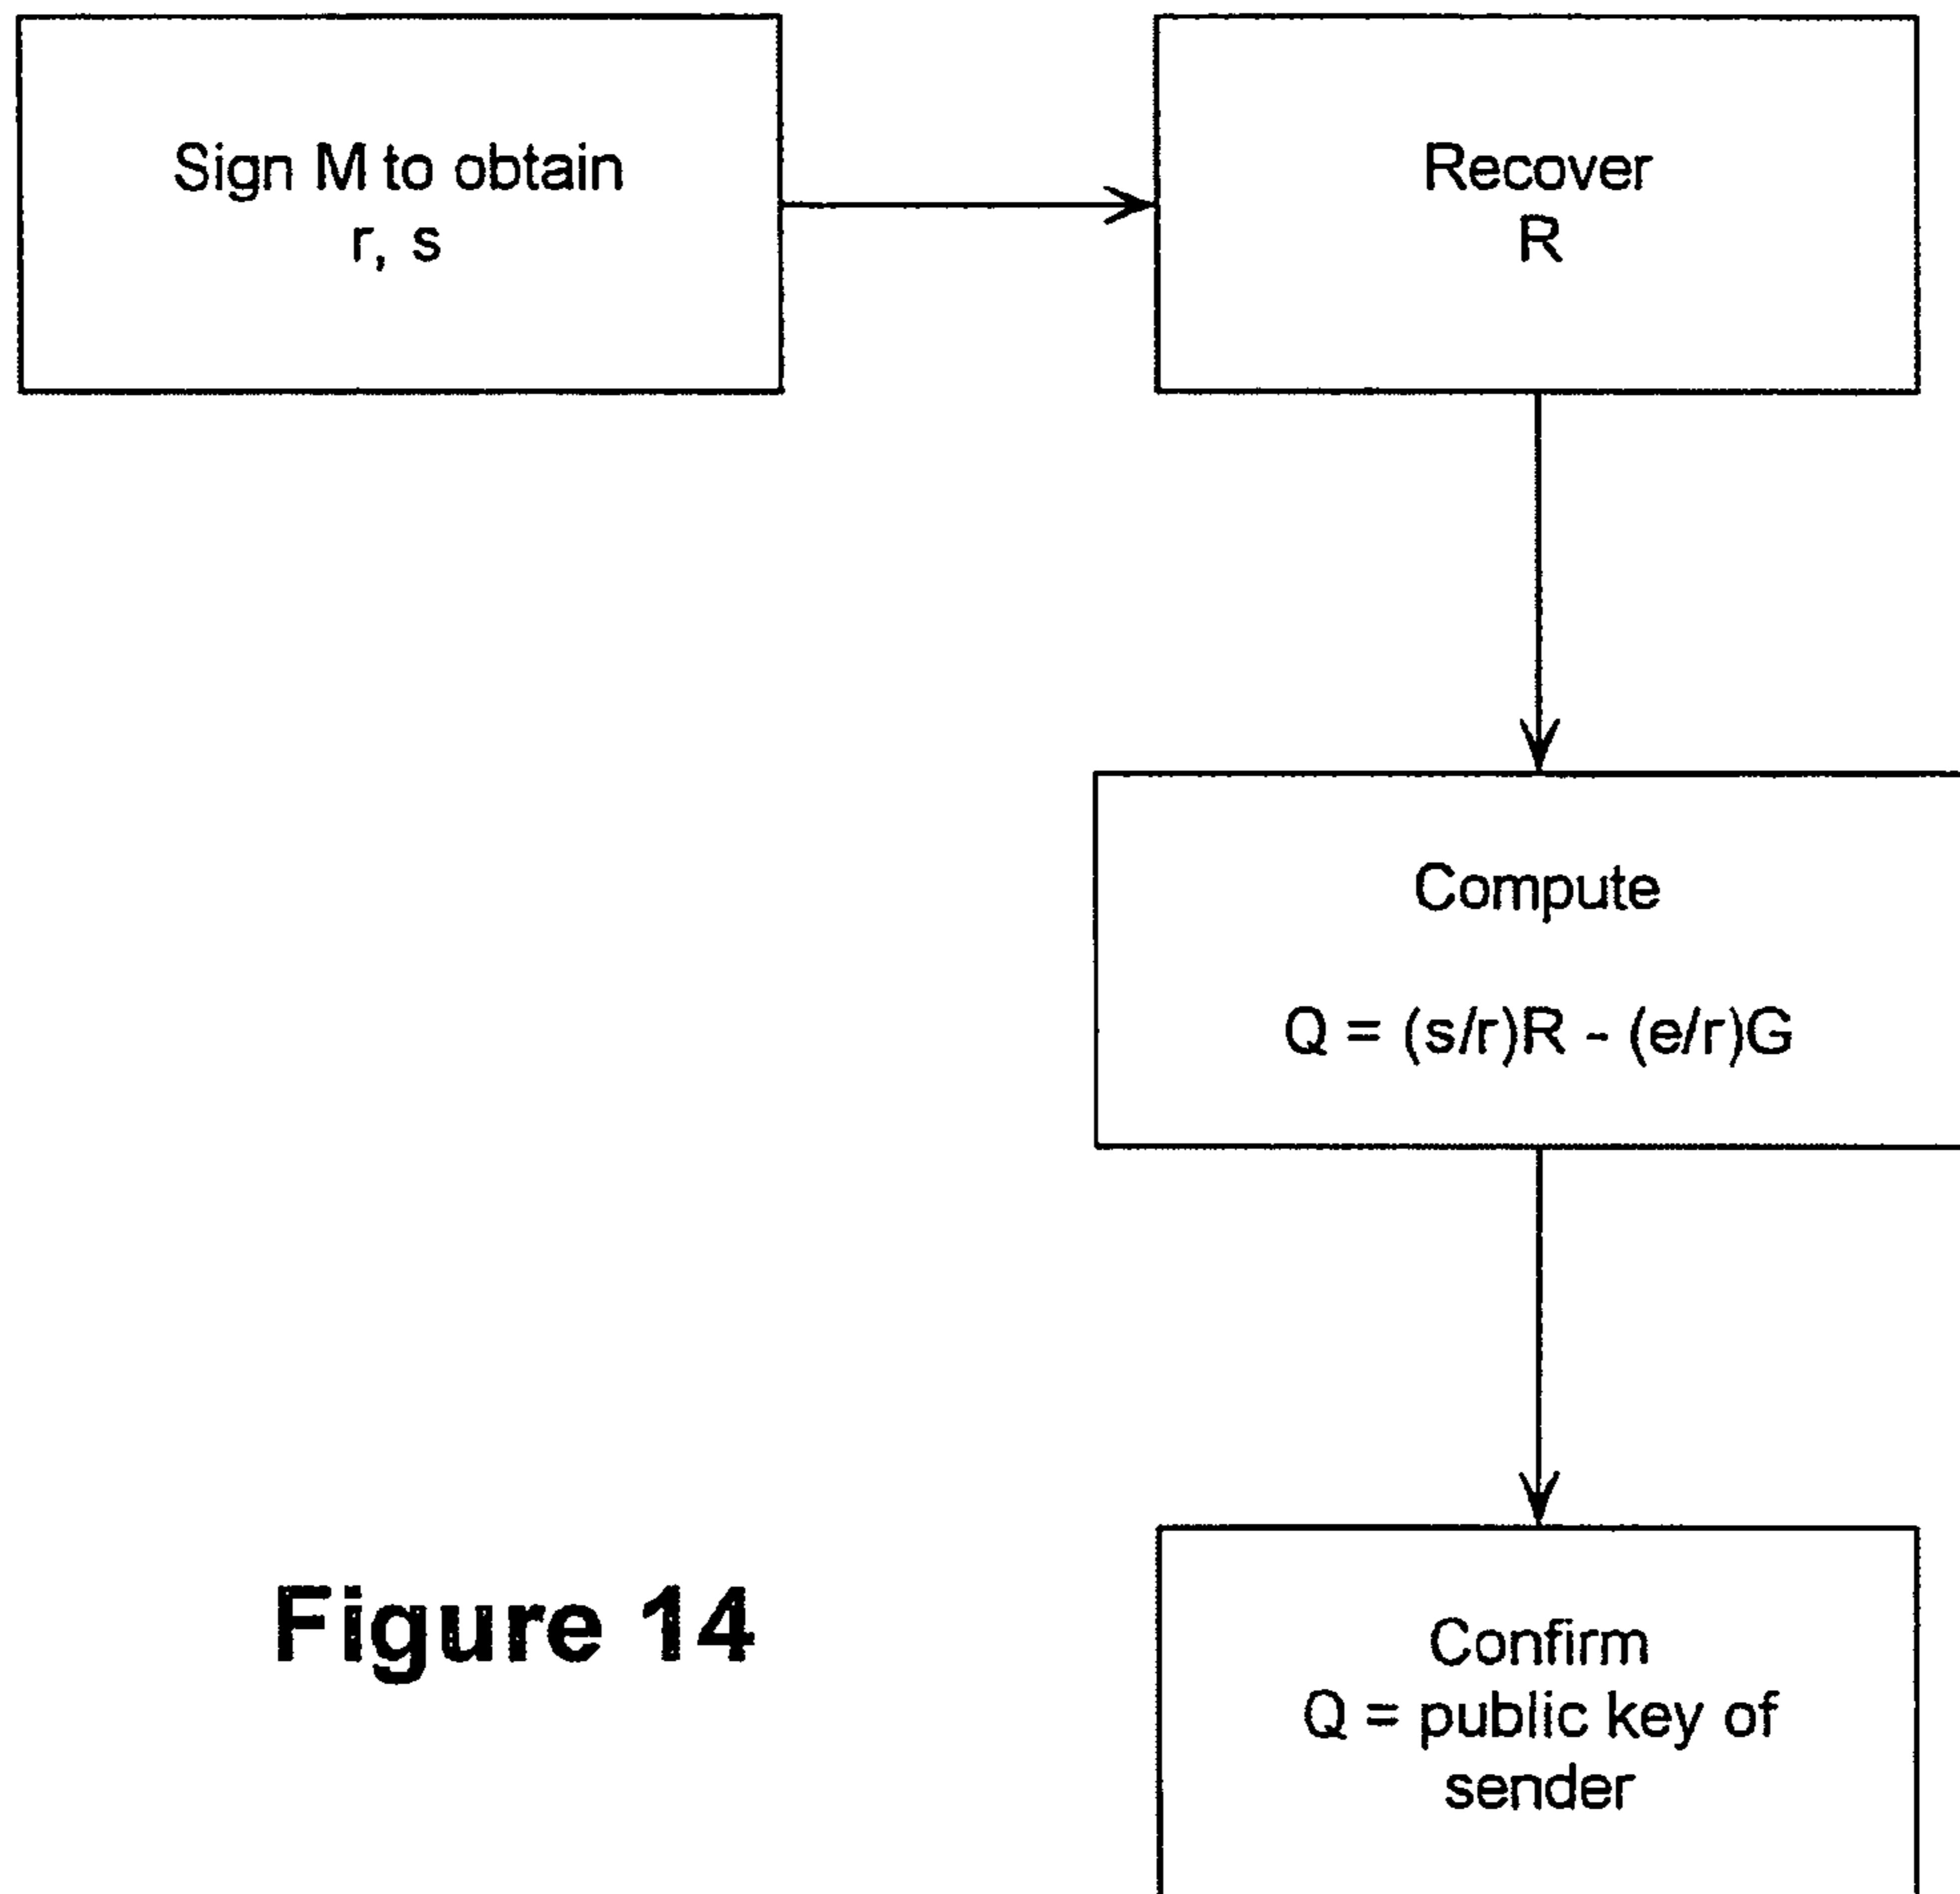 Sign M to obtain
r, s
Recover
R
Compute
Q = (s/r)R - (e/r)G
Confirm
Q = public key of
sender
Figure 14